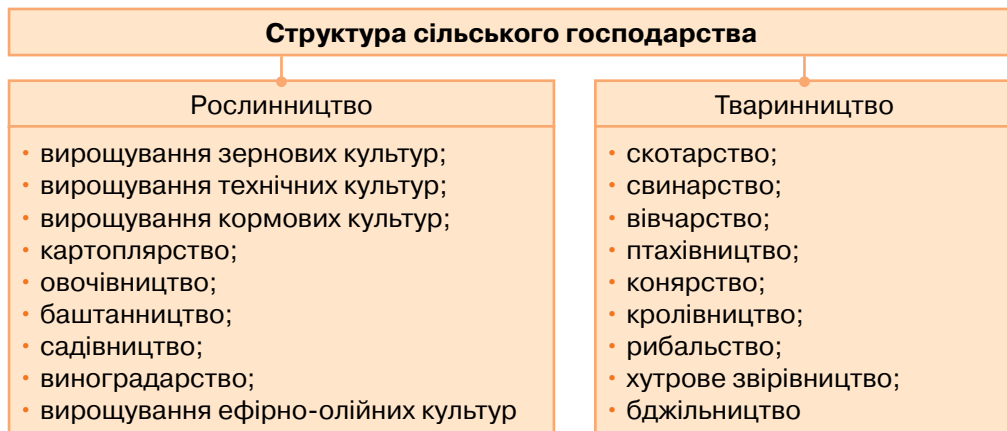 Структура сільського господарства
Рослинництво
• вирощування зернових культур;
• вирощування технічних культур;
• вирощування кормових культур;
• картоплярство;
• овочівництво;
• баштанництво;
• садівництво;
• виноградарство;
• вирощування ефірно-олійних культур
Тваринництво
• скотарство;
• свинарство;
• вівчарство;
• птахівництво;
• конярство;
• кролівництво;
• рибальство;
• хутрове звірівництво;
• бджільництво